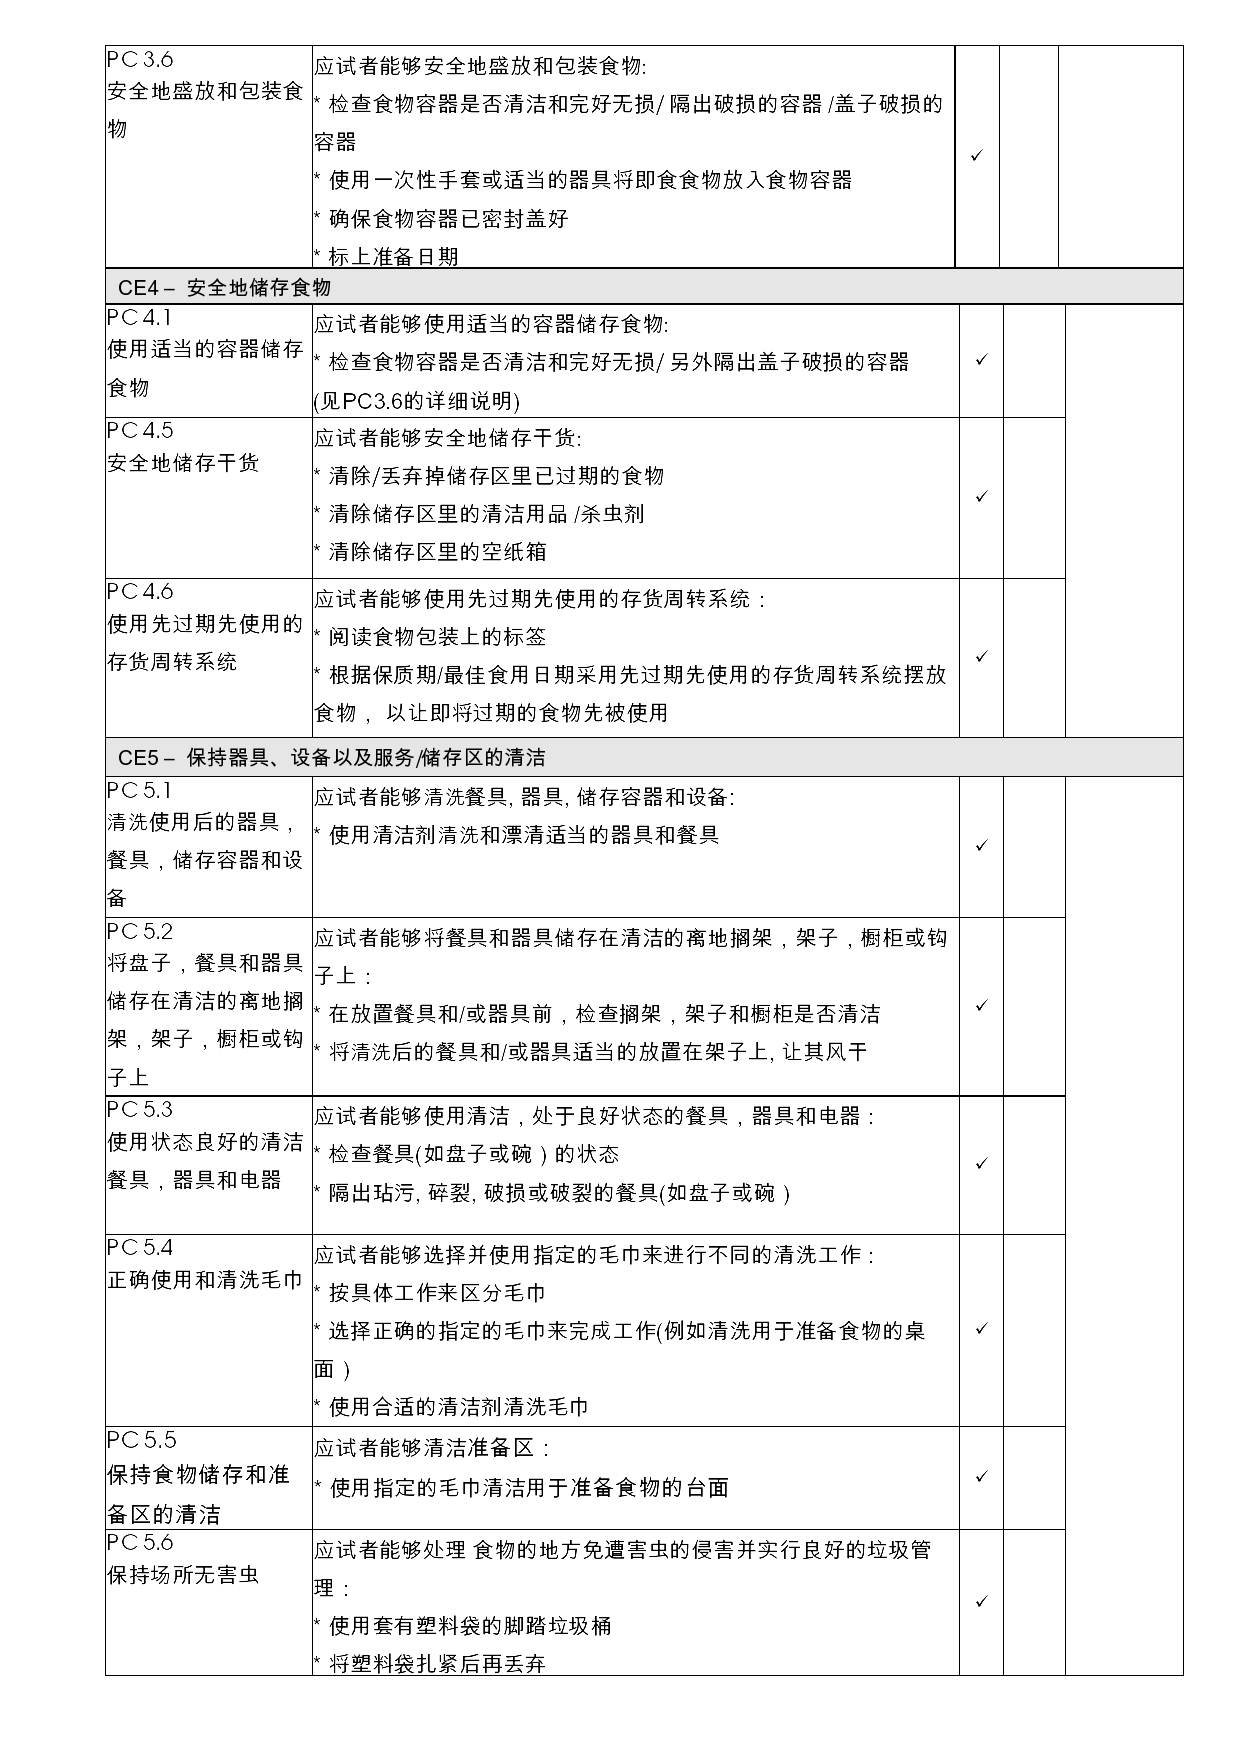 PC 3.6
安全地盛放和包装食
物
应试者能够安全地盛放和包装食物:
* 检查食物容器是否清洁和完好无损/ 隔出破损的容器 /盖子破损的
容器
* 使用一次性手套或适当的器具将即食食物放入食物容器
* 确保食物容器已密封盖好
* 标上准备日期
✓
CE4 – 安全地储存食物
PC 4.1
使用适当的容器储存
食物
应试者能够使用适当的容器储存食物:
* 检查食物容器是否清洁和完好无损/ 另外隔出盖子破损的容器
(见PC3.6的详细说明)
✓
PC 4.5
安全地储存干货
应试者能够安全地储存干货:
* 清除/丢弃掉储存区里已过期的食物
* 清除储存区里的清洁用品 /杀虫剂
* 清除储存区里的空纸箱
✓
PC 4.6
使用先过期先使用的
存货周转系统
应试者能够使用先过期先使用的存货周转系统：
* 阅读食物包装上的标签
* 根据保质期/最佳食用日期采用先过期先使用的存货周转系统摆放
食物， 以让即将过期的食物先被使用
✓
CE5 – 保持器具、设备以及服务/储存区的清洁
PC 5.1
清洗使用后的器具，
餐具，储存容器和设
备
应试者能够清洗餐具, 器具, 储存容器和设备:
* 使用清洁剂清洗和漂清适当的器具和餐具
✓
PC 5.2
将盘子，餐具和器具
储存在清洁的离地搁
架，架子，橱柜或钩
子上
应试者能够将餐具和器具储存在清洁的离地搁架，架子，橱柜或钩
子上：
* 在放置餐具和/或器具前，检查搁架，架子和橱柜是否清洁
* 将清洗后的餐具和/或器具适当的放置在架子上, 让其风干
✓
PC 5.3
使用状态良好的清洁
餐具，器具和电器
应试者能够使用清洁，处于良好状态的餐具，器具和电器：
* 检查餐具(如盘子或碗 ) 的状态
* 隔出玷污, 碎裂, 破损或破裂的餐具(如盘子或碗 )
✓
PC 5.4
正确使用和清洗毛巾
应试者能够选择并使用指定的毛巾来进行不同的清洗工作：
* 按具体工作来区分毛巾
* 选择正确的指定的毛巾来完成工作(例如清洗用于准备食物的桌
面 )
* 使用合适的清洁剂清洗毛巾
✓
PC 5.5
保持食物储存和准
备区的清洁
应试者能够清洁准备区：
* 使用指定的毛巾清洁用于准备食物的台面
✓
PC 5.6
保持场所无害虫
应试者能够处理 食物的地方免遭害虫的侵害并实行良好的垃圾管
理：
* 使用套有塑料袋的脚踏垃圾桶
* 将塑料袋扎紧后再丢弃
✓